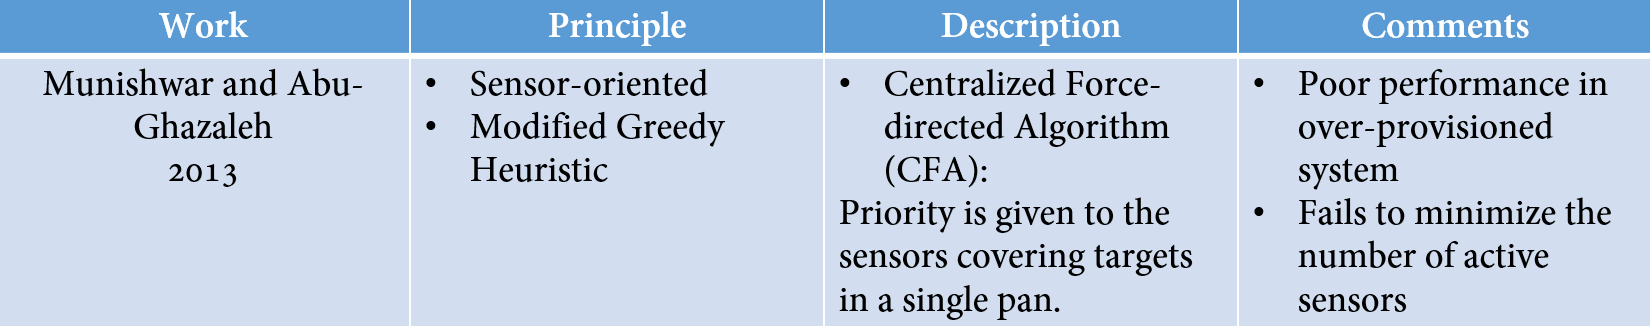 Work
Principle
Description
Comments
Munishwar and Abu-
Ghazaleh
2013
• Sensor-oriented
• Modified Greedy
Heuristic
• Centralized Force-
directed Algorithm
(CFA):
Priority is given to the
sensors covering targets
in a single pan.
• Poor performance in
over-provisioned
system
• Fails to minimize the
number of active
sensors